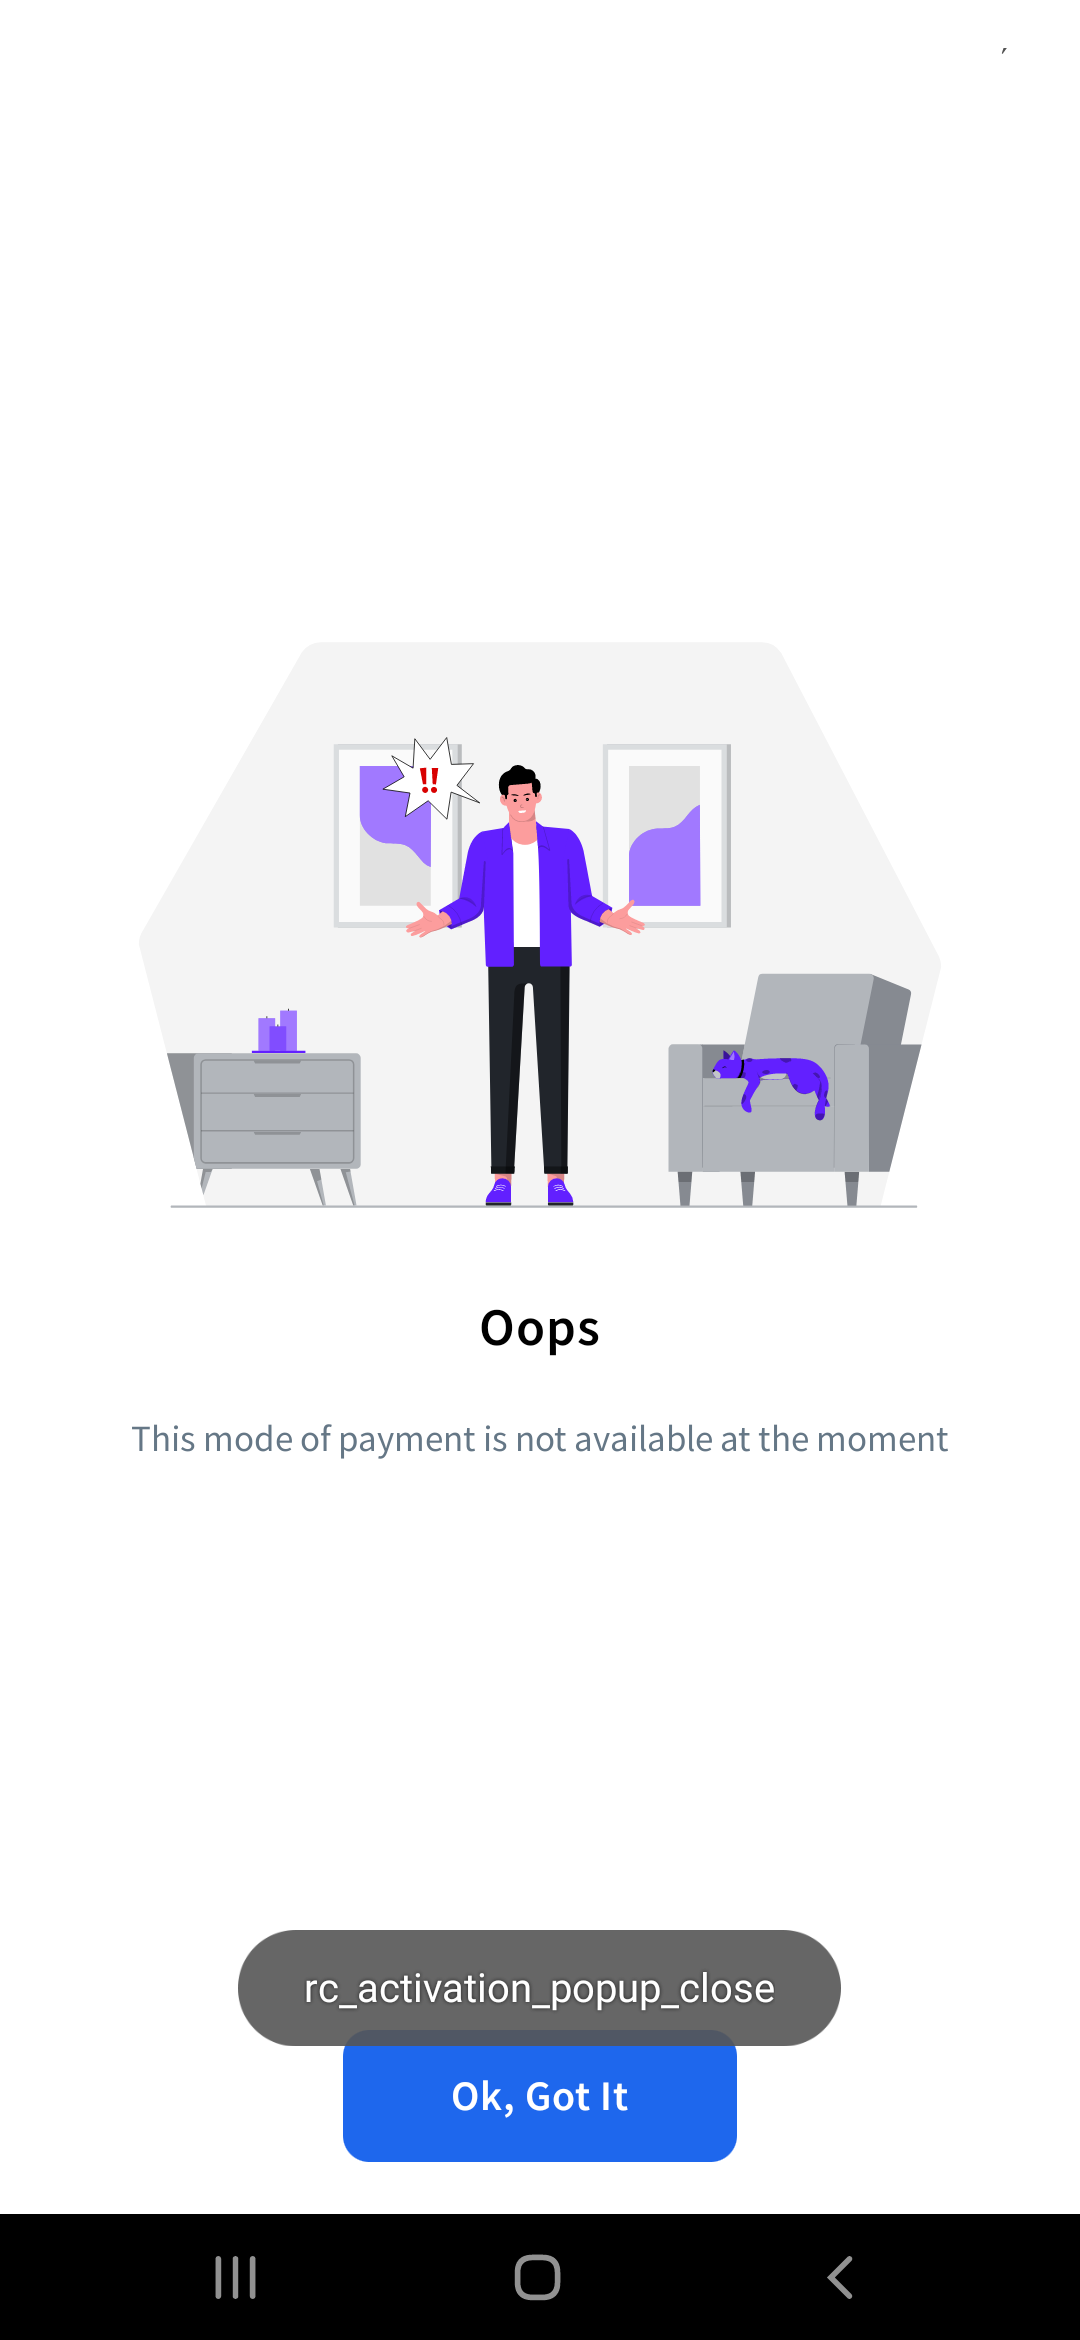 !!
Oops
This mode of payment is not available at the moment
rc_activation_popup_close
Ok, Got It